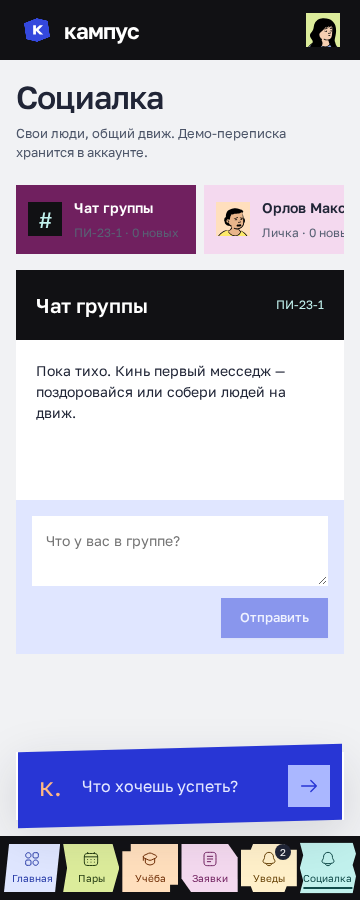 кампус
Социалка
Свои люди, общий движ. Демо-переписка
хранится в аккаунте.
#
Чат группы
ПИ-23-1 · 0 новых
Орлов Макс
Личка · 0 новы
Чат группы
ПИ-23-1
Пока тихо. Кинь первый месседж —
поздоровайся или собери людей на
движ.
Что у вас в группе?
Отправить
К.
Что хочешь успеть?
2
Главная
Пары
Учёба
Заявки
Уведы
Социалка